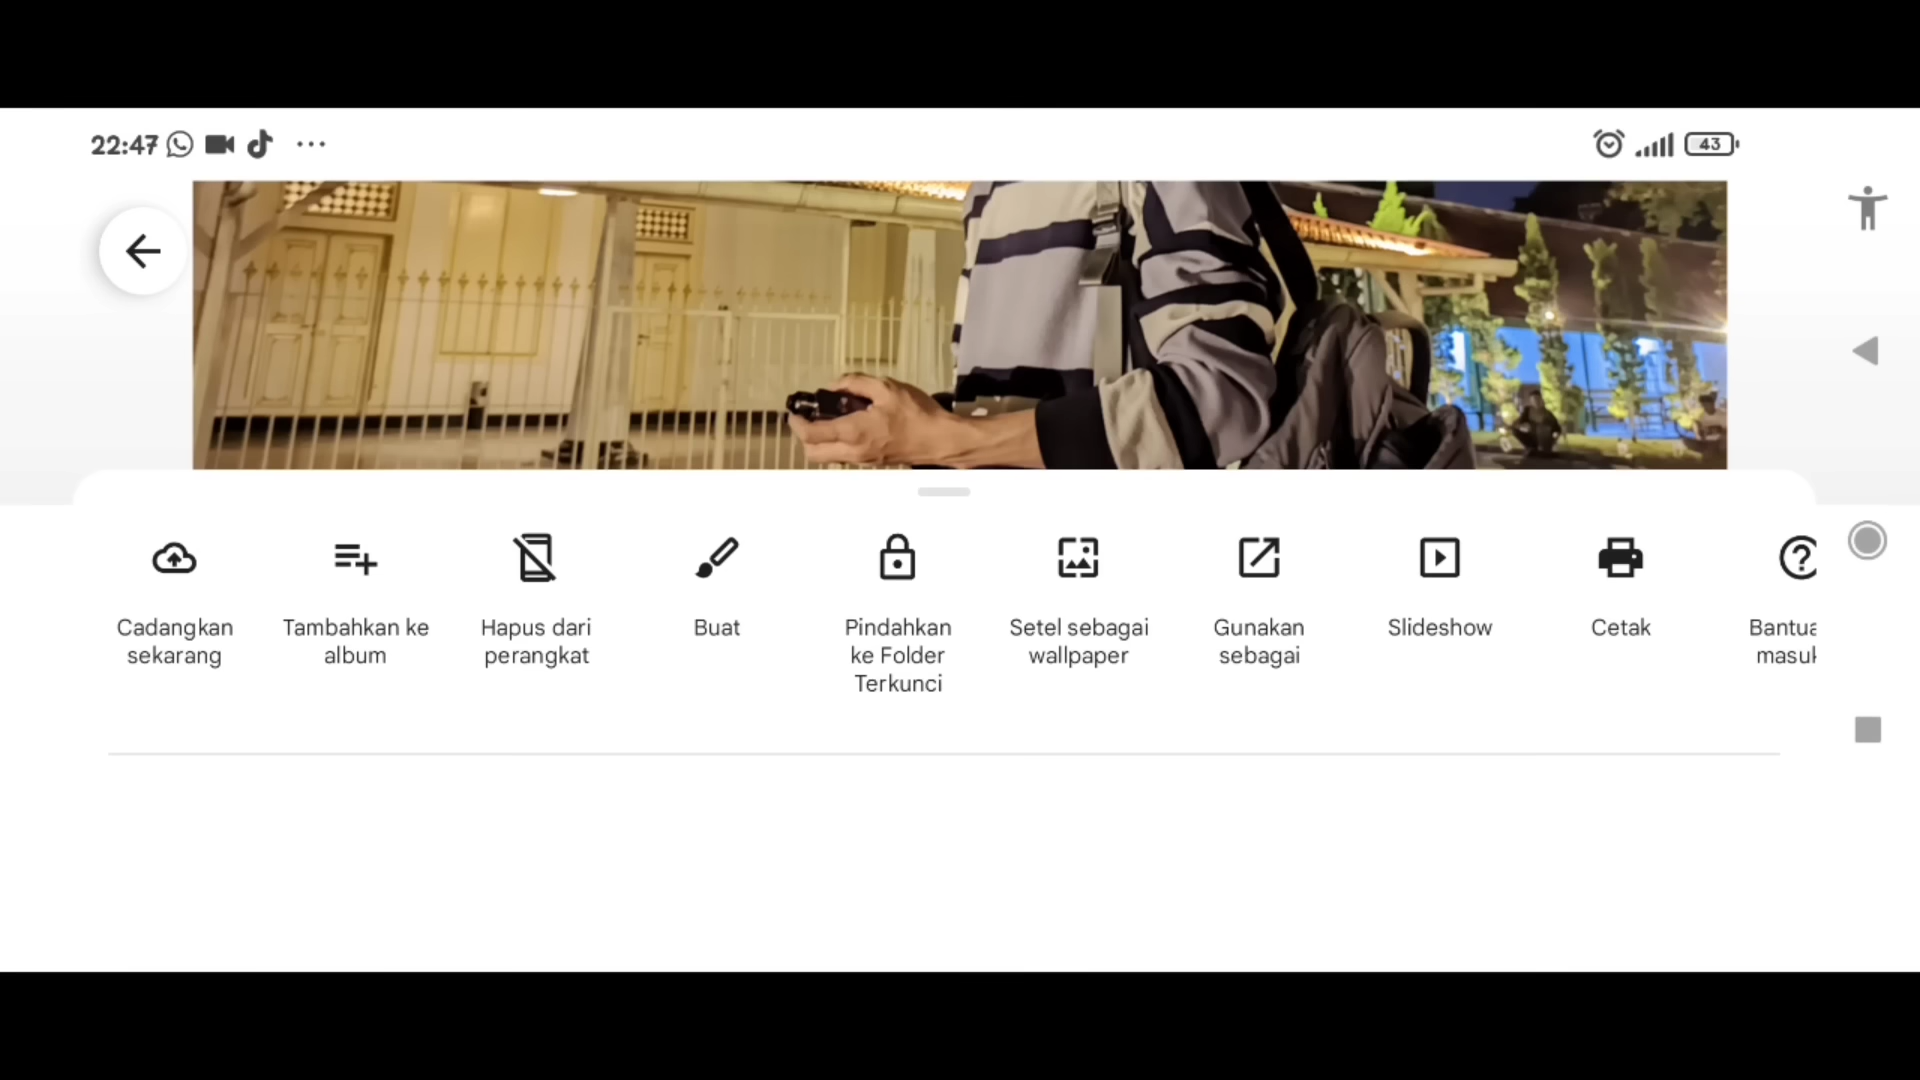 22:47
43
Cadangkan
sekarang
Tambahkan ke
album
Hapus dari
perangkat
Buat
Pindahkan
ke Folder
Terkunci
Setel sebagai
wallpaper
Gunakan
sebagai
Slideshow
Cetak